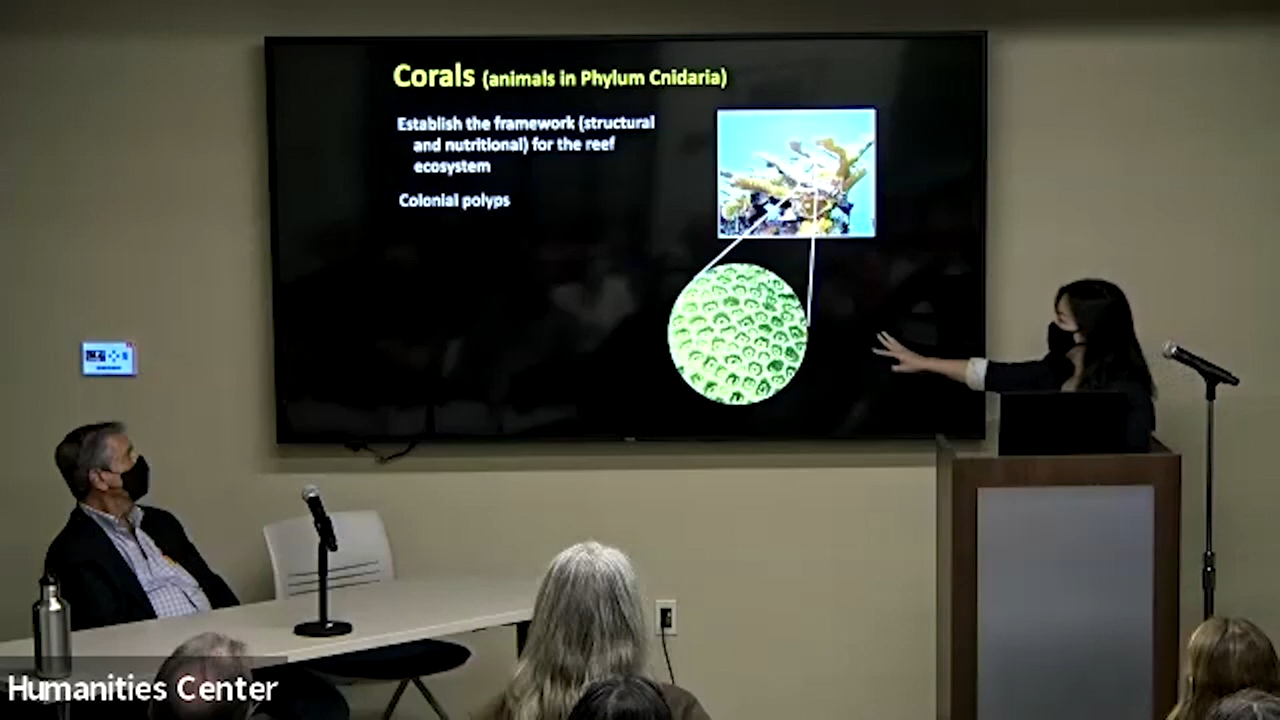 Corals (animals in Phylum Cnidaria)
Establish the framework (structural
and nutritional) for the reef
ecosystem
Colonial polyps
Humanities Center